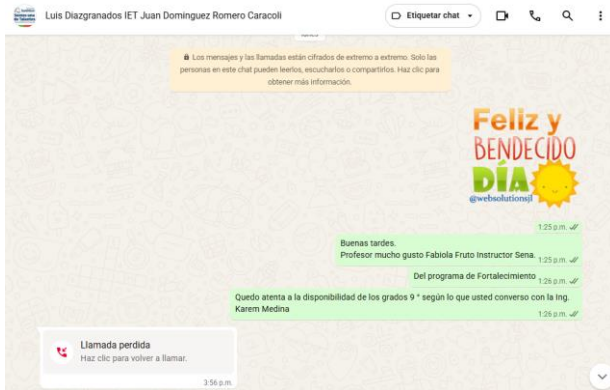 Luis Diazgranados IET Juan Dominguez Romero Caracoli
Etiquetar chat
Los mensajes y las llamadas están cifrados de extremo a extremo. Solo las
personas en este chat pueden leerlos, escucharlos o compartirlos. Haz clic para
obtener más información.
Feliz y
BENDECIDO
DÍA
@websolutionsjl
1:25 p.m.
Buenas tardes.
Profesor mucho gusto Fabiola Fruto Instructor Sena. 1:25 p.m.
Del programa de Fortalecimiento 1:26 p.m.
Quedo atenta a la disponibilidad de los grados 9 ° según lo que usted converso con la Ing.
Karem Medina
1:26 p.m.
Llamada perdida
Haz clic para volver a llamar.
3:56 p.m.